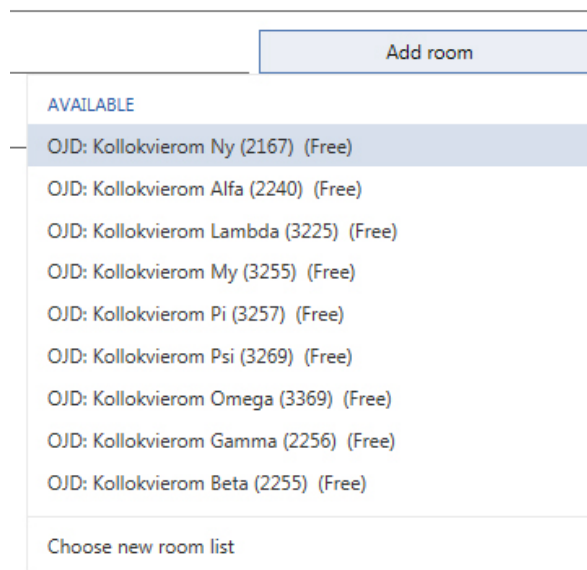 Add room
AVAILABLE
OJD: Kollokvierom Ny (2167) (Free)
OJD: Kollokvierom Alfa (2240) (Free)
OJD: Kollokvierom Lambda (3225) (Free)
OJD: Kollokvierom My (3255) (Free)
OJD: Kollokvierom Pi (3257) (Free)
OJD: Kollokvierom Psi (3269) (Free)
OJD: Kollokvierom Omega (3369) (Free)
OJD: Kollokvierom Gamma (2256) (Free)
OJD: Kollokvierom Beta (2255) (Free)
Choose new room list